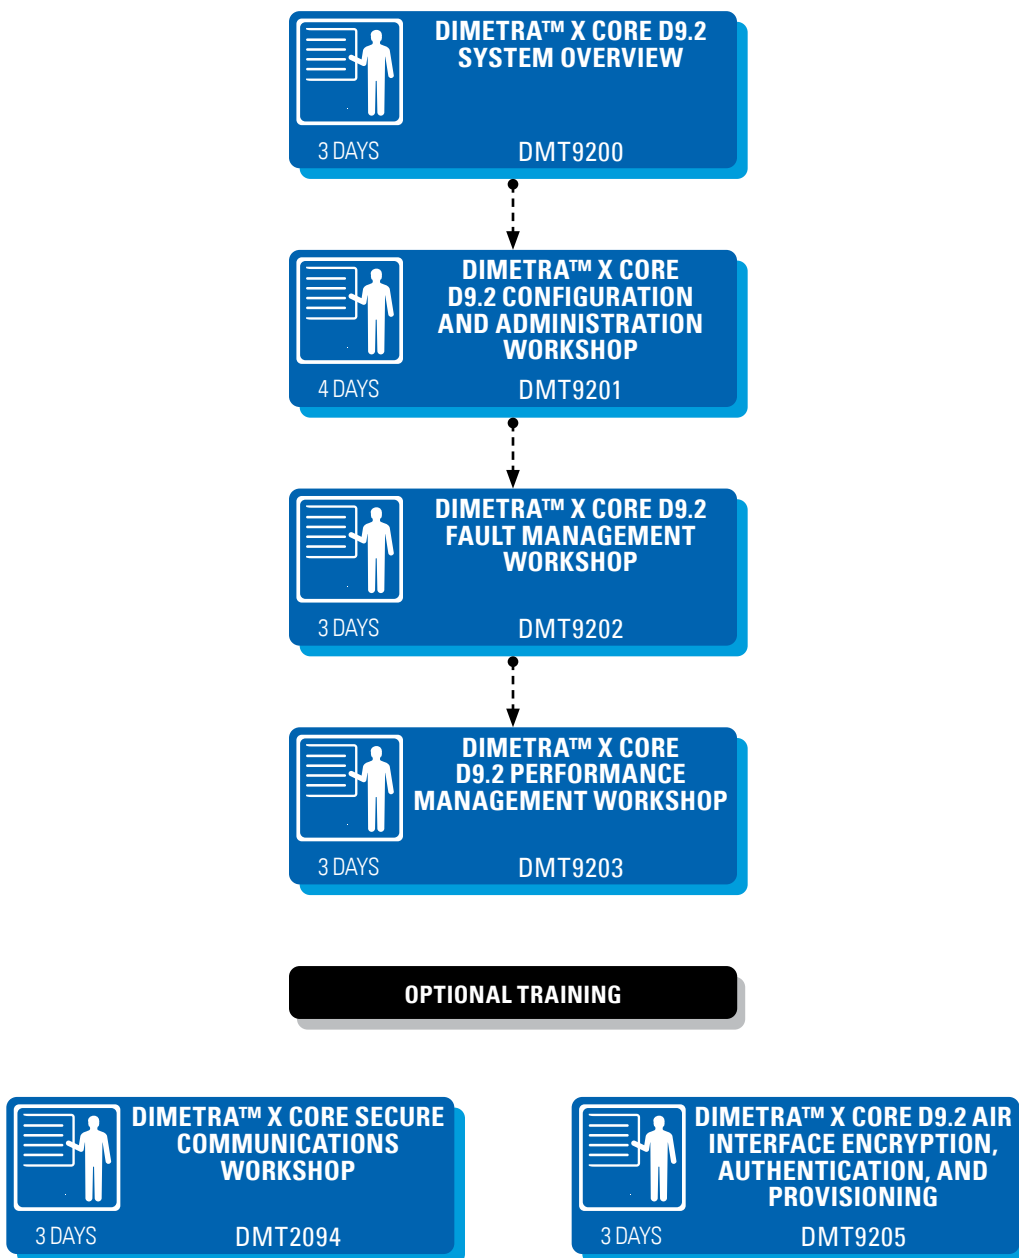 DIMETRA™ X CORE D9.2
SYSTEM OVERVIEW
3 DAYS
DMT9200
DIMETRA™ X CORE
D9.2 CONFIGURATION
AND ADMINISTRATION
WORKSHOP
4 DAYS
DMT9201
DIMETRA™ X CORE D9.2
FAULT MANAGEMENT
WORKSHOP
3 DAYS
DMT9202
DIMETRA™ X CORE
D9.2 PERFORMANCE
MANAGEMENT WORKSHOP
3 DAYS
DMT9203
OPTIONAL TRAINING
DIMETRA™ X CORE SECURE
COMMUNICATIONS
WORKSHOP
3 DAYS
DMT2094
DIMETRA™ X CORE D9.2 AIR
INTERFACE ENCRYPTION,
AUTHENTICATION, AND
PROVISIONING
3 DAYS
DMT9205